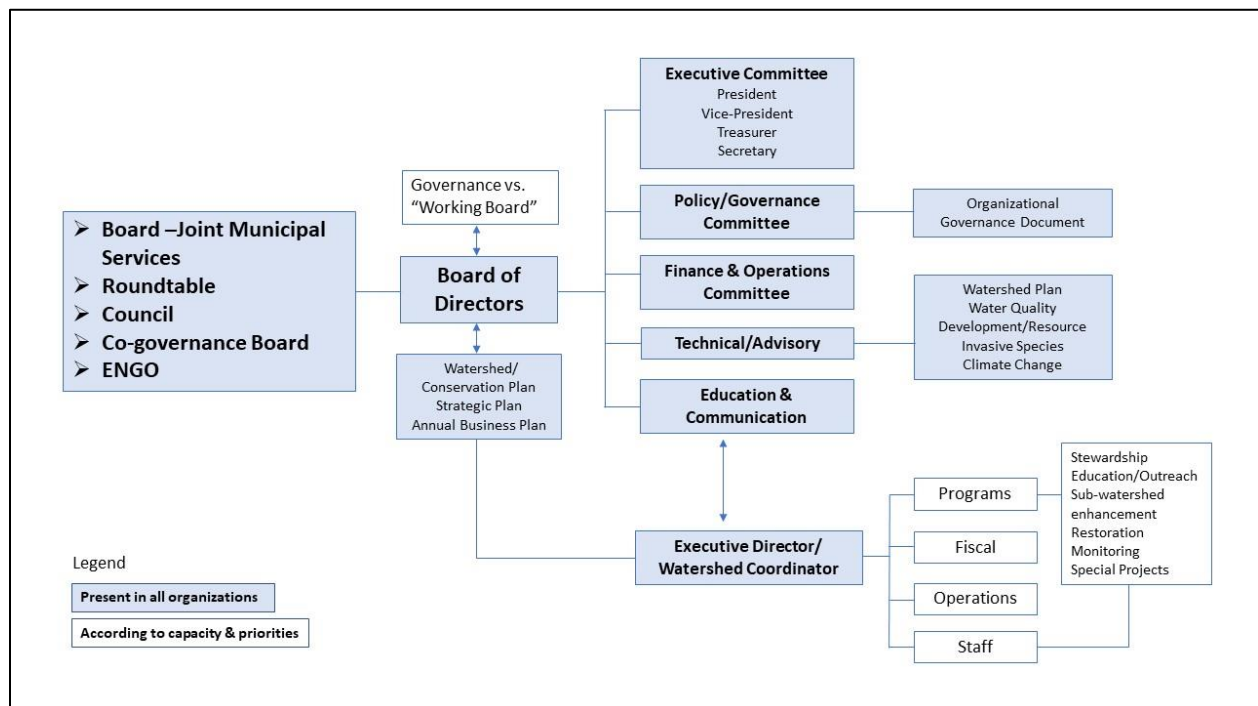 Executive Committee
President
Vice-President
Treasurer
Secretary
Governance vs.
“Working Board”
Policy/Governance
Committee
Organizational
Governance Document
➢ Board –Joint Municipal
Services
➢ Roundtable
➢ Council
➢ Co-governance Board
➢ ENGO
Board of
Directors
Finance & Operations
Committee
Technical/Advisory
Watershed Plan
Water Quality
Development/Resource
Invasive Species
Climate Change
Watershed/
Conservation Plan
Strategic Plan
Annual Business Plan
Education &
Communication
Executive Director/
Watershed Coordinator
Programs
Fiscal
Operations
Staff
Stewardship
Education/Outreach
Sub-watershed
enhancement
Restoration
Monitoring
Special Projects
Legend
Present in all organizations
According to capacity & priorities